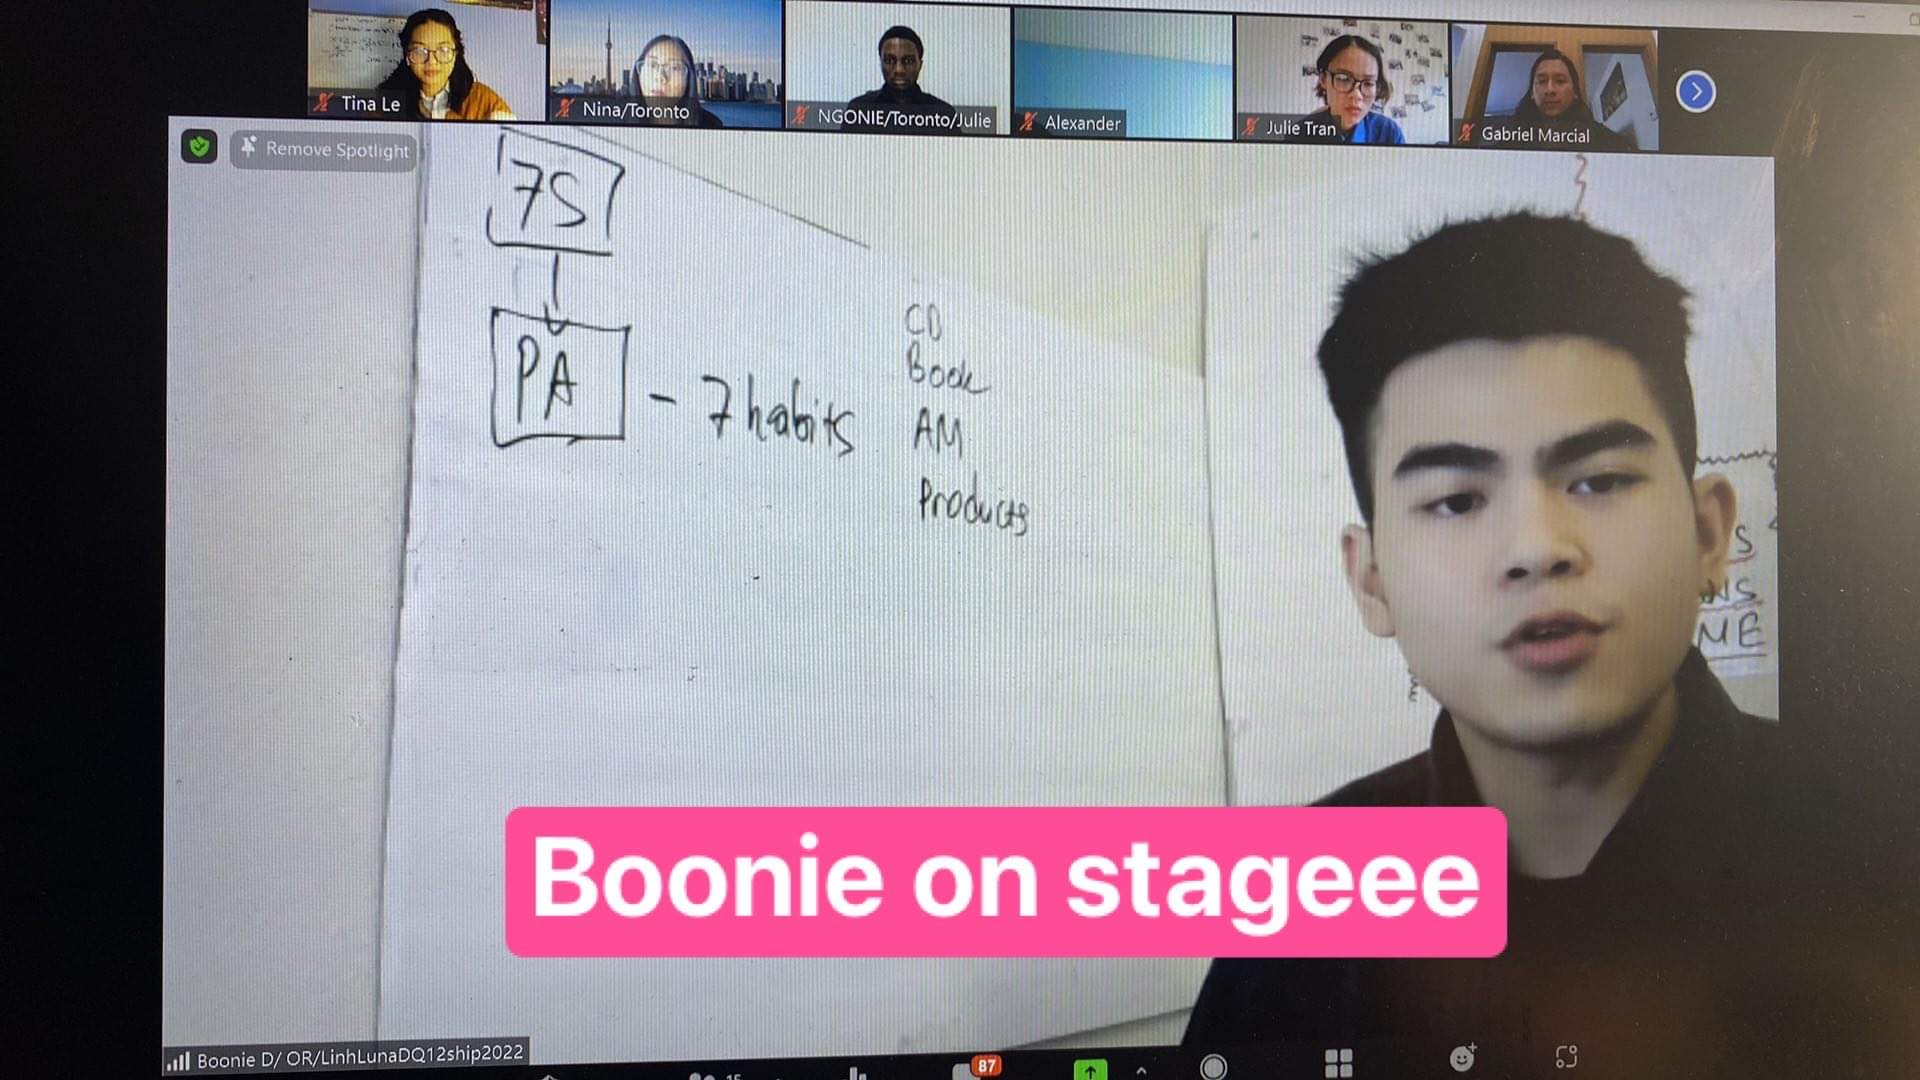 Tina Le
Nina/Toronto
NGONIE/Toronto/Julie
Alexander
Julie Tran
Gabriel Marcial
Remove Spotlight
7S
PA - 7 habits
CD
Book
AM
Products
S
NS
ME
Boonie on stageee
Boonie D/ OR/LinhLunaDQ12ship2022
15
87